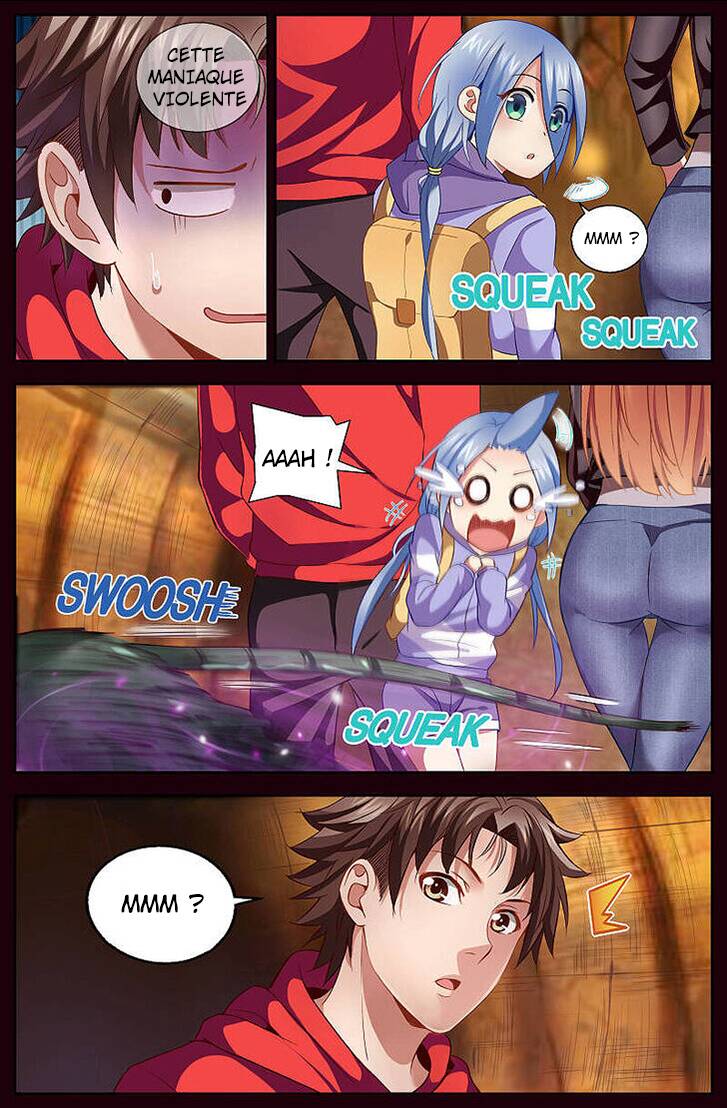 CETTE
MANIAQUE
VIOLENTE
MMM ?
SQUEAK
SQUEAK
AAAH !
SWOOSH
SQUEAK
MMM ?